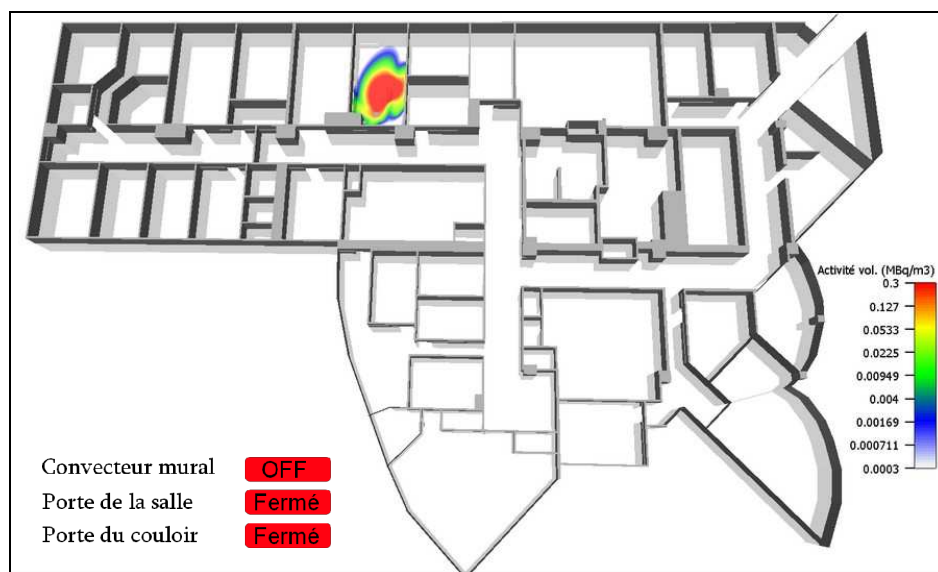 Activité vol. (MBq/m3)
0.3
0.127
0.0533
0.0225
0.00949
0.004
0.00169
0.000711
0.0003
Convecteur mural OFF
Porte de la salle Fermé
Porte du couloir Fermé